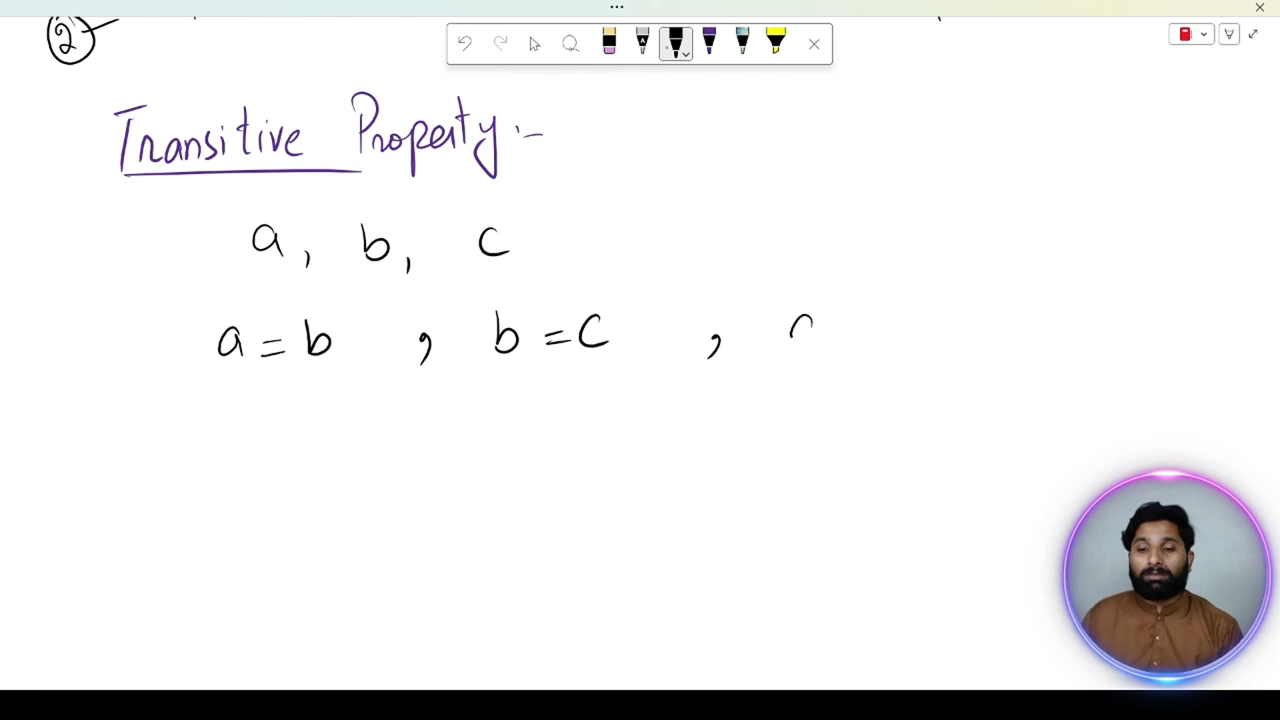 2
Transitive Property :-
a, b, c
a = b , b = c ,